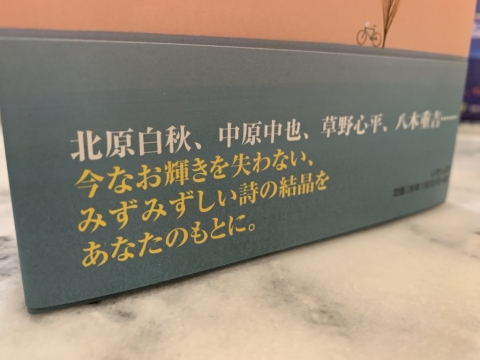 北原白秋、中原中也、草野心平、八木重吉――
今なお輝きを失わない、
みずみずしい詩の結晶を
あなたのもとに。